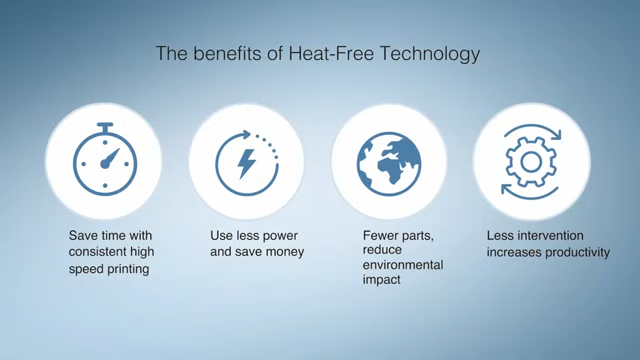 The benefits of Heat-Free Technology
Save time with
consistent high
speed printing
Use less power
and save money
Fewer parts,
reduce
environmental
impact
Less intervention
increases productivity